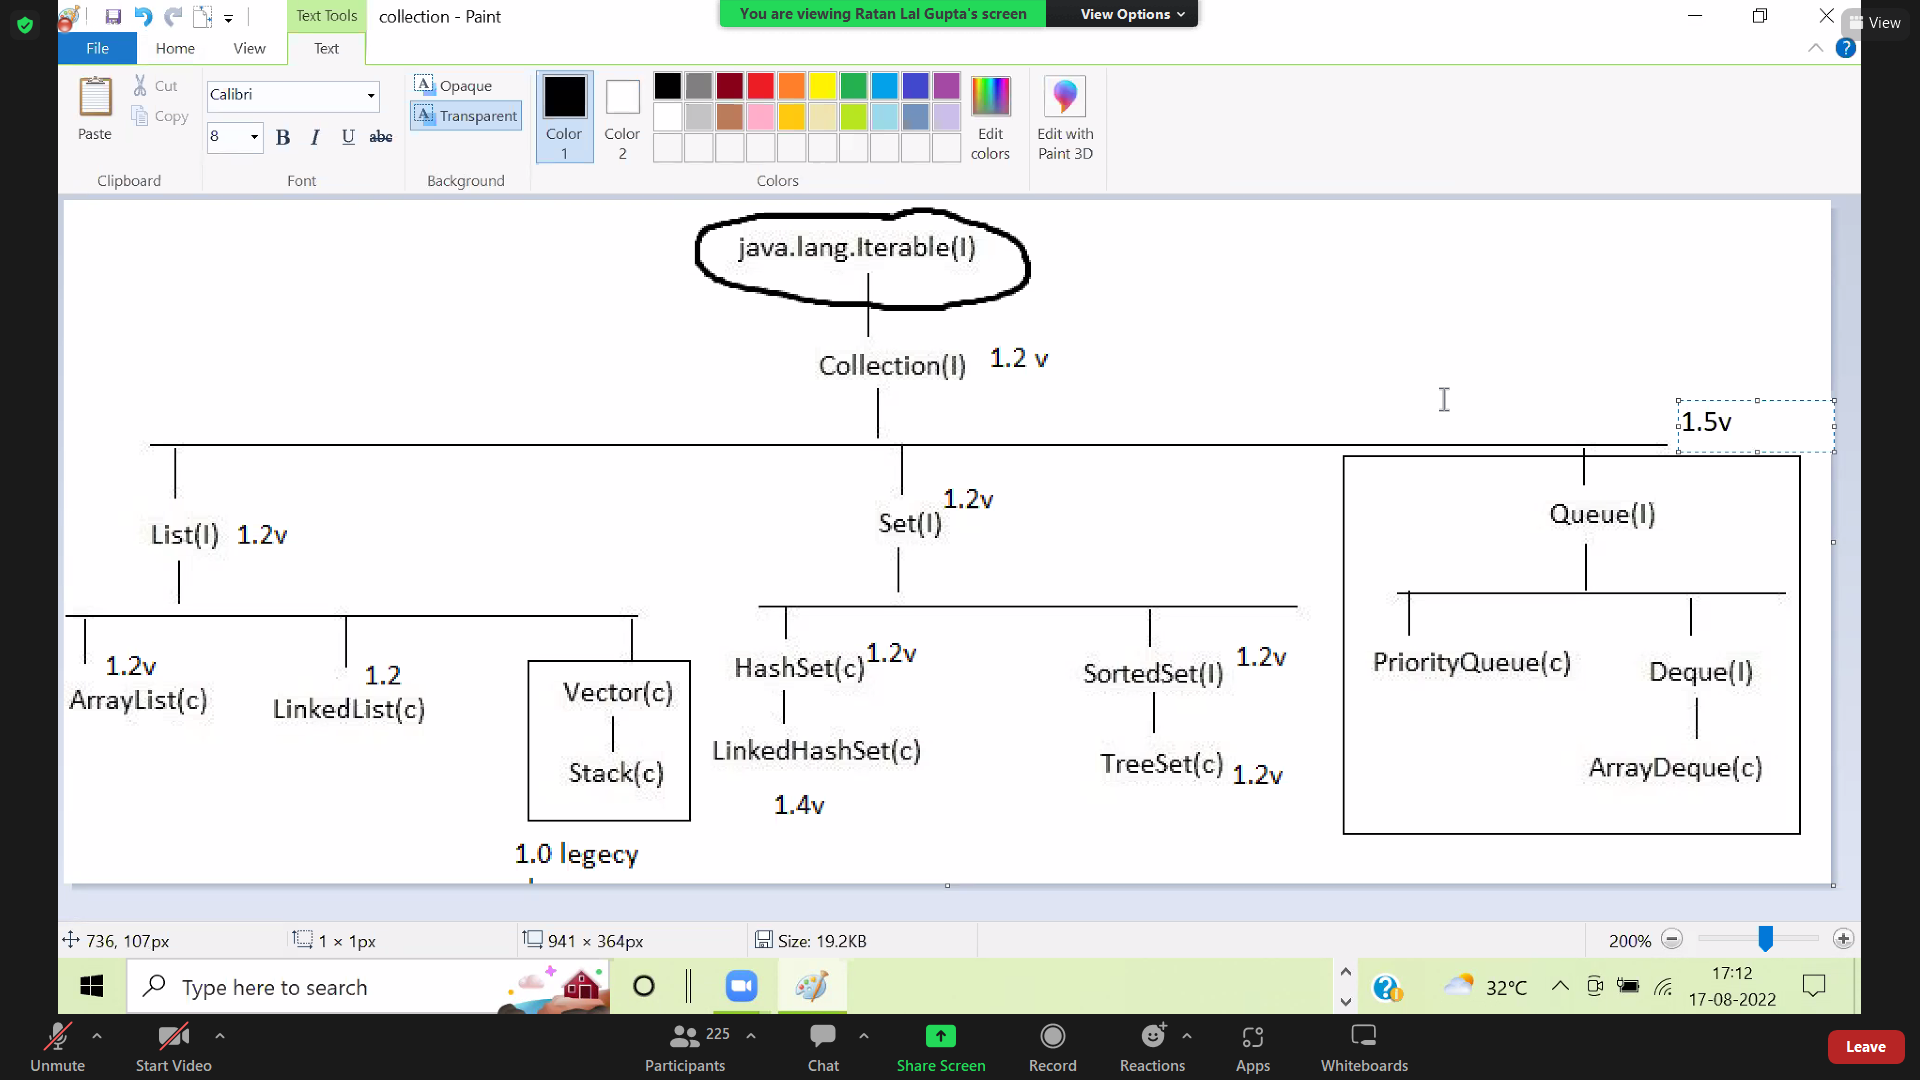 Text Tools
collection - Paint
You are viewing Ratan Lal Gupta's screen
View Options
View
File
Home
View
Text
Paste
Cut
Copy
Clipboard
Calibri
8
B I U abc
Font
Opaque
Transparent
Background
Color 1
Color 2
Edit colors
Colors
Edit with Paint 3D
java.lang.Iterable(I)
Collection(I) 1.2 v
1.5v
List(I) 1.2v
Set(I) 1.2v
Queue(I)
1.2v
ArrayList(c)
1.2
LinkedList(c)
Vector(c)
Stack(c)
1.0 legecy
HashSet(c) 1.2v
LinkedHashSet(c)
1.4v
SortedSet(I) 1.2v
TreeSet(c) 1.2v
PriorityQueue(c)
Deque(I)
ArrayDeque(c)
736, 107px
1 × 1px
941 × 364px
Size: 19.2KB
200%
Type here to search
32°C
17:12
17-08-2022
Unmute
Start Video
225
Participants
Chat
Share Screen
Record
Reactions
Apps
Whiteboards
Leave